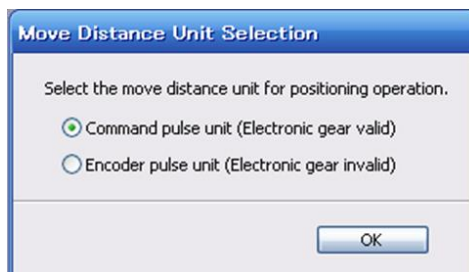 Move Distance Unit Selection
Select the move distance unit for positioning operation.
Command pulse unit (Electronic gear valid)
Encoder pulse unit (Electronic gear invalid)
OK